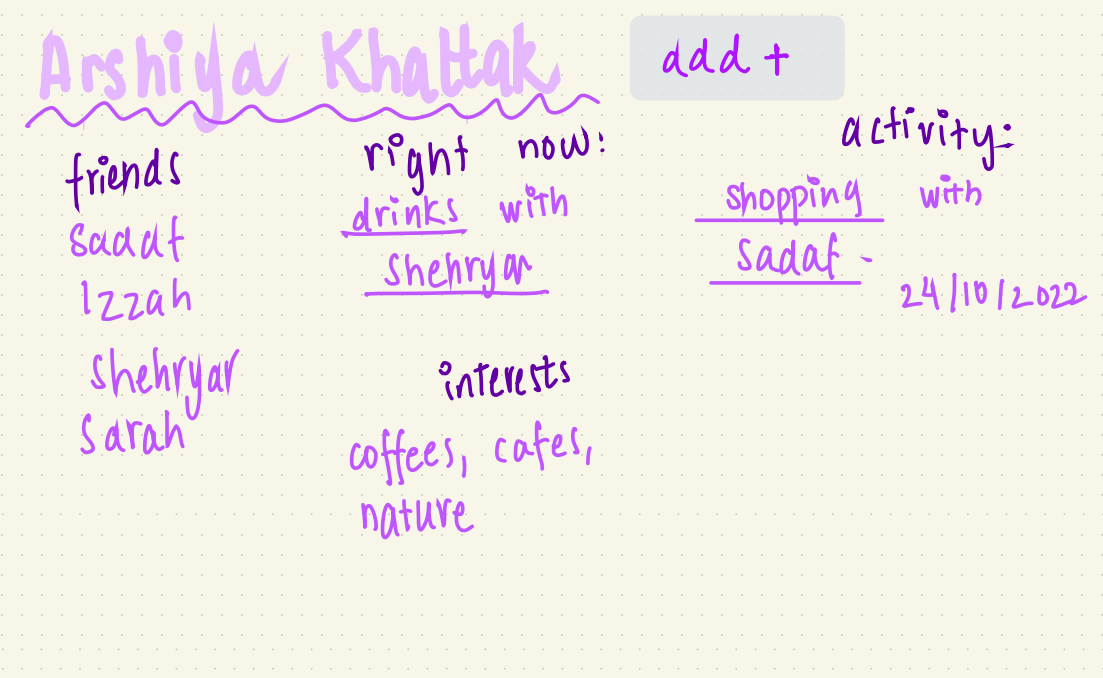 Arshiya Khattak
add +
friends
Sadaf
Izzah
Shehryar
Sarah
right now:
drinks with
Shehryar
interests
coffees, cafes,
nature
activity:
shopping with
Sadaf -
24/10/2022